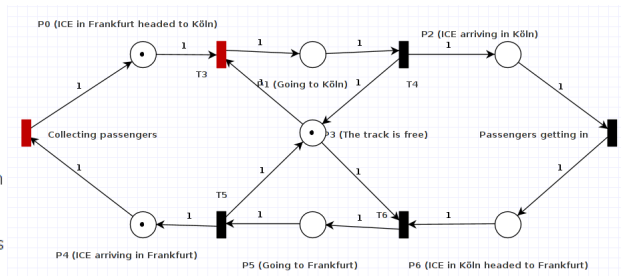 P0 (ICE in Frankfurt headed to Köln)
P2 (ICE arriving in Köln)
1
1
1
1
T3
T4
1
1
P1 (Going to Köln)
1
1
Collecting passengers
P3 (The track is free)
Passengers getting in
1
1
1
1
T5
1
1
T6
1
1
P4 (ICE arriving in Frankfurt)
P5 (Going to Frankfurt)
P6 (ICE in Köln headed to Frankfurt)